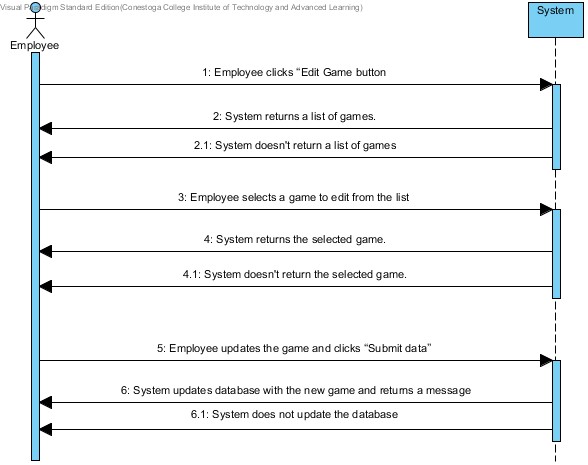 Visual Paradigm Standard Edition(Conestoga College Institute of Technology and Advanced Learning)
System
Employee
1: Employee clicks “Edit Game button
2: System returns a list of games.
2.1: System doesn't return a list of games
3: Employee selects a game to edit from the list
4: System returns the selected game.
4.1: System doesn't return the selected game.
5: Employee updates the game and clicks “Submit data”
6: System updates database with the new game and returns a message
6.1: System does not update the database